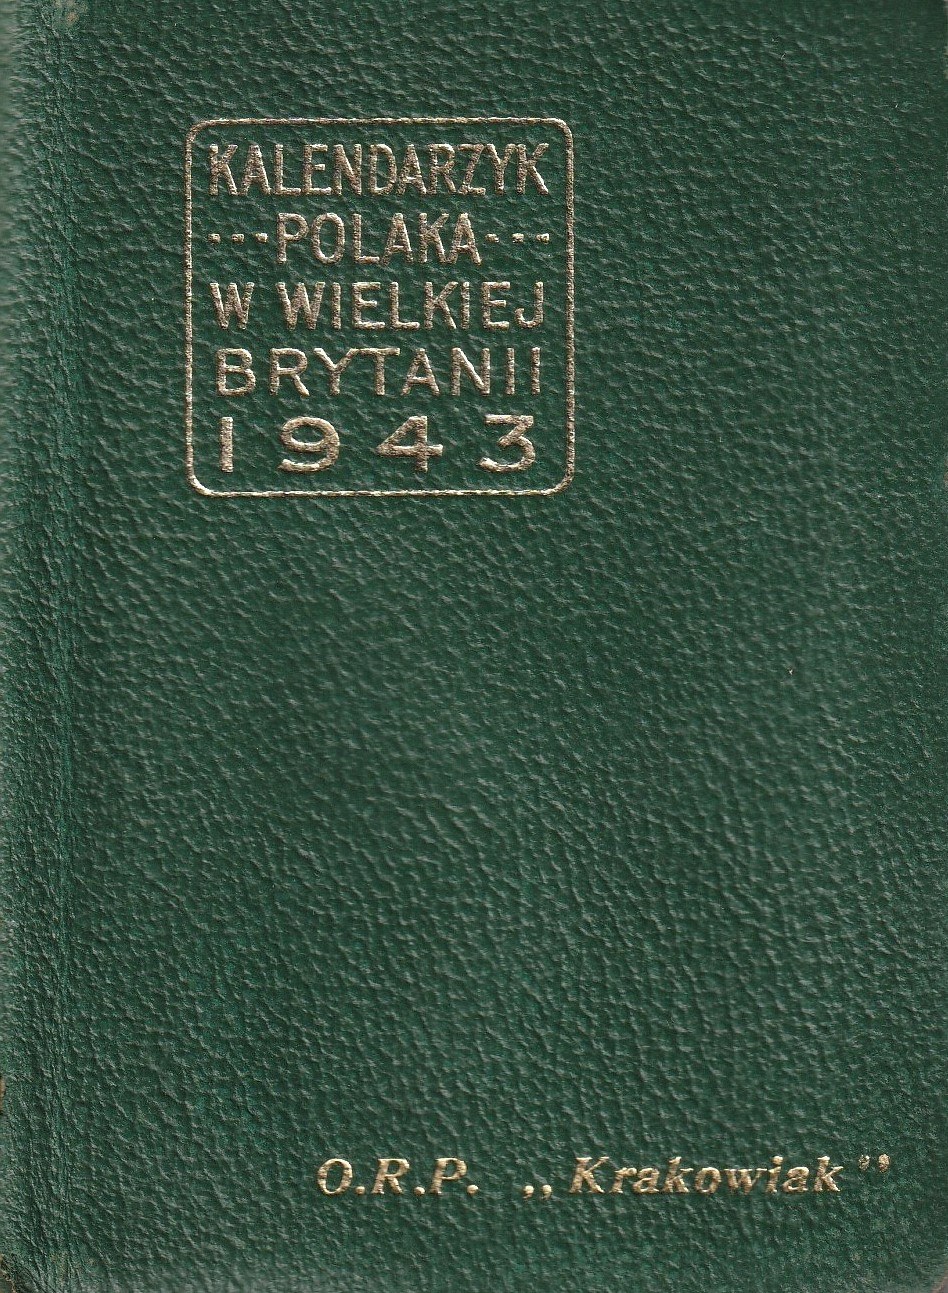 KALENDARZYK
...POLAKA...
W WIELKIEJ
BRYTANII
1943
O.R.P. „Krakowiak”